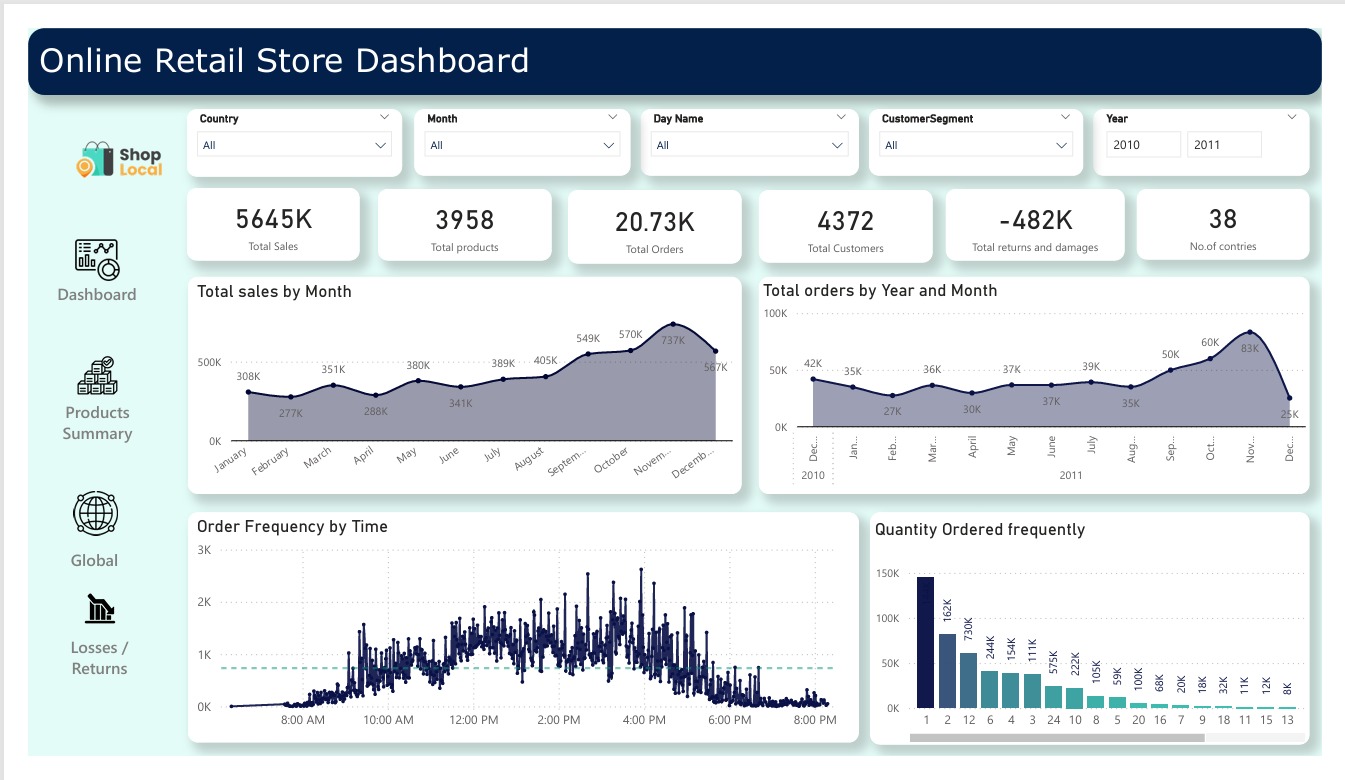 Online Retail Store Dashboard
Shop
Local
Country
All
Month
All
Day Name
All
CustomerSegment
All
Year
2010 2011
5645K
Total Sales
3958
Total products
20.73K
Total Orders
4372
Total Customers
-482K
Total returns and damages
38
No.of contries
Dashboard
Products
Summary
Global
Losses /
Returns
Total sales by Month
500K
0K
308K 277K 351K 288K 380K 341K 389K 405K 549K 570K 737K 567K
January February March April May June July August Septem... October Novem... Decemb...
Total orders by Year and Month
100K
50K
0K
42K 35K 27K 36K 30K 37K 37K 39K 35K 50K 60K 83K 25K
Dec... Jan... Feb... Mar... April May June July Aug... Sep... Oct... Nov... Dec...
2010 2011
Order Frequency by Time
3K
2K
1K
0K
8:00 AM 10:00 AM 12:00 PM 2:00 PM 4:00 PM 6:00 PM 8:00 PM
Quantity Ordered frequently
150K
100K
50K
0K
162K 730K 244K 154K 111K 575K 222K 105K 59K 100K 68K 20K 18K 32K 11K 12K 8K
1 2 12 6 4 3 24 10 8 5 20 16 7 9 18 11 15 13